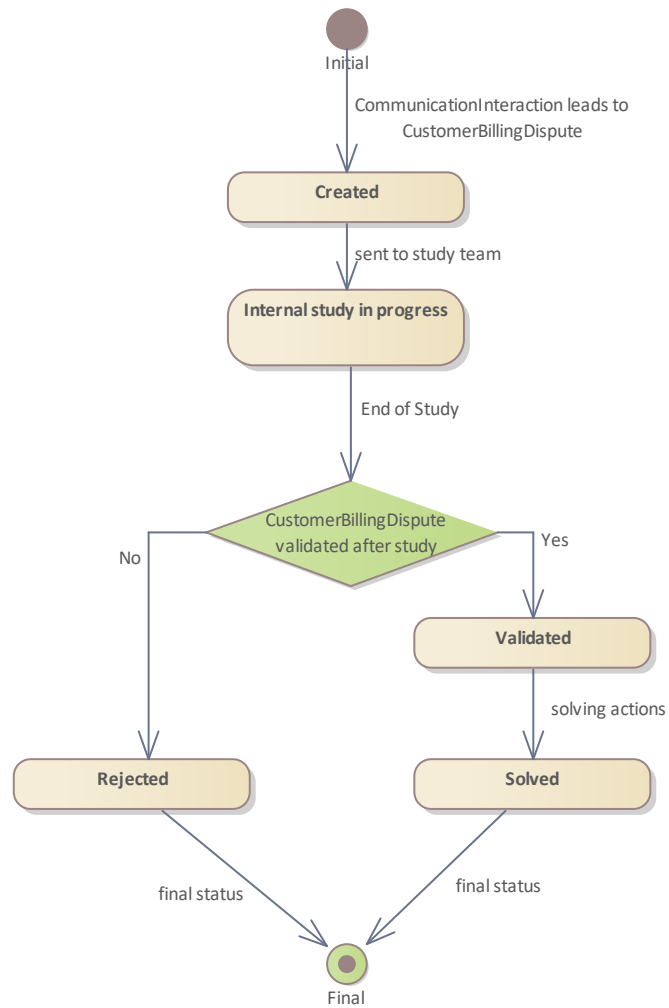 Initial
CommunicationInteraction leads to
CustomerBillingDispute
Created
sent to study team
Internal study in progress
End of Study
CustomerBillingDispute
validated after study
No
Yes
Validated
solving actions
Rejected
Solved
final status
final status
Final